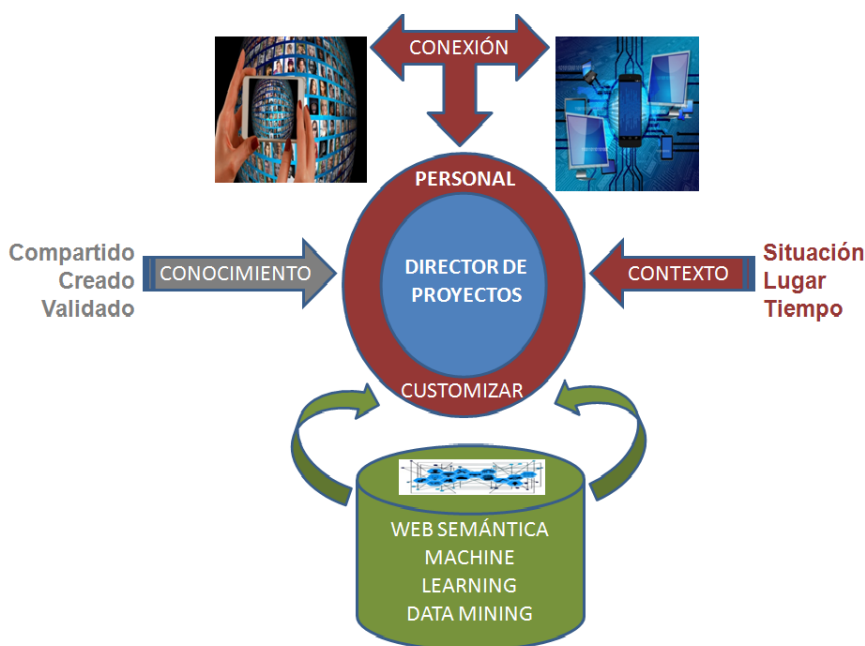 CONEXIÓN
PERSONAL
Compartido
Creado
Validado
CONOCIMIENTO
DIRECTOR DE
PROYECTOS
CONTEXTO
Situación
Lugar
Tiempo
CUSTOMIZAR
WEB SEMÁNTICA
MACHINE
LEARNING
DATA MINING